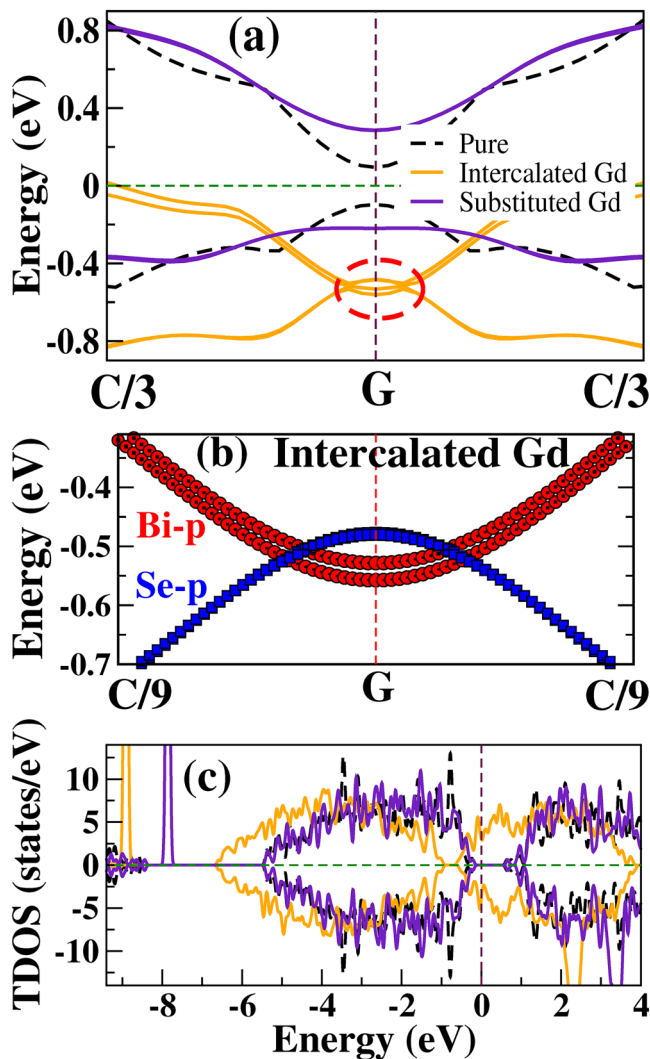 (a)
0.8
0.4
0
-0.4
-0.8
Energy (eV)
Pure
Intercalated Gd
Substituted Gd
C/3
G
C/3
(b) Intercalated Gd
-0.4
-0.5
-0.6
-0.7
Energy (eV)
Bi-p
Se-p
C/9
G
C/9
(c)
10
5
0
-5
-10
TDOS (states/eV)
-8 -6 -4 -2 0 2 4
Energy (eV)